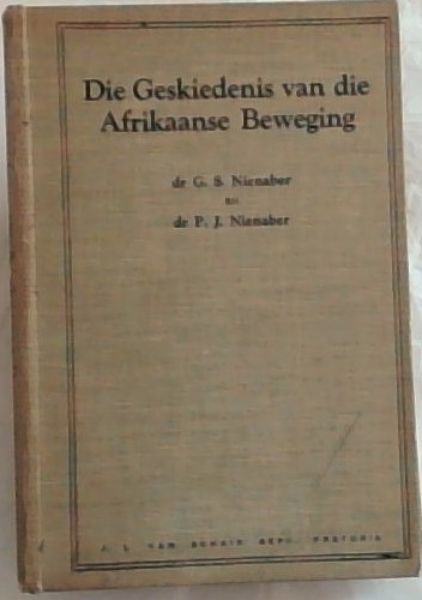 Die Geskiedenis van die
Afrikaanse Beweging
dr G. S. Nienaber
en
dr P. J. Nienaber
J. L. VAN SCHAIK BEPK. PRETORIA